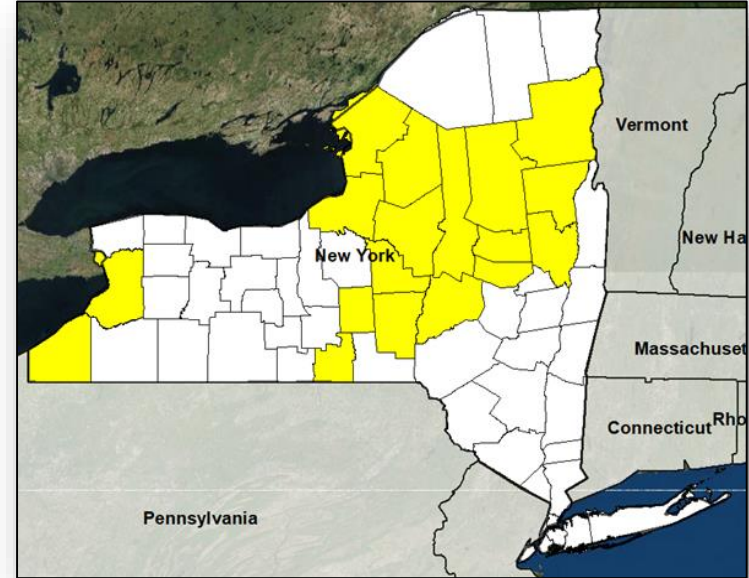 Vermont
New York
New Ha
Massachuset
Connecticut
Rho
Pennsylvania